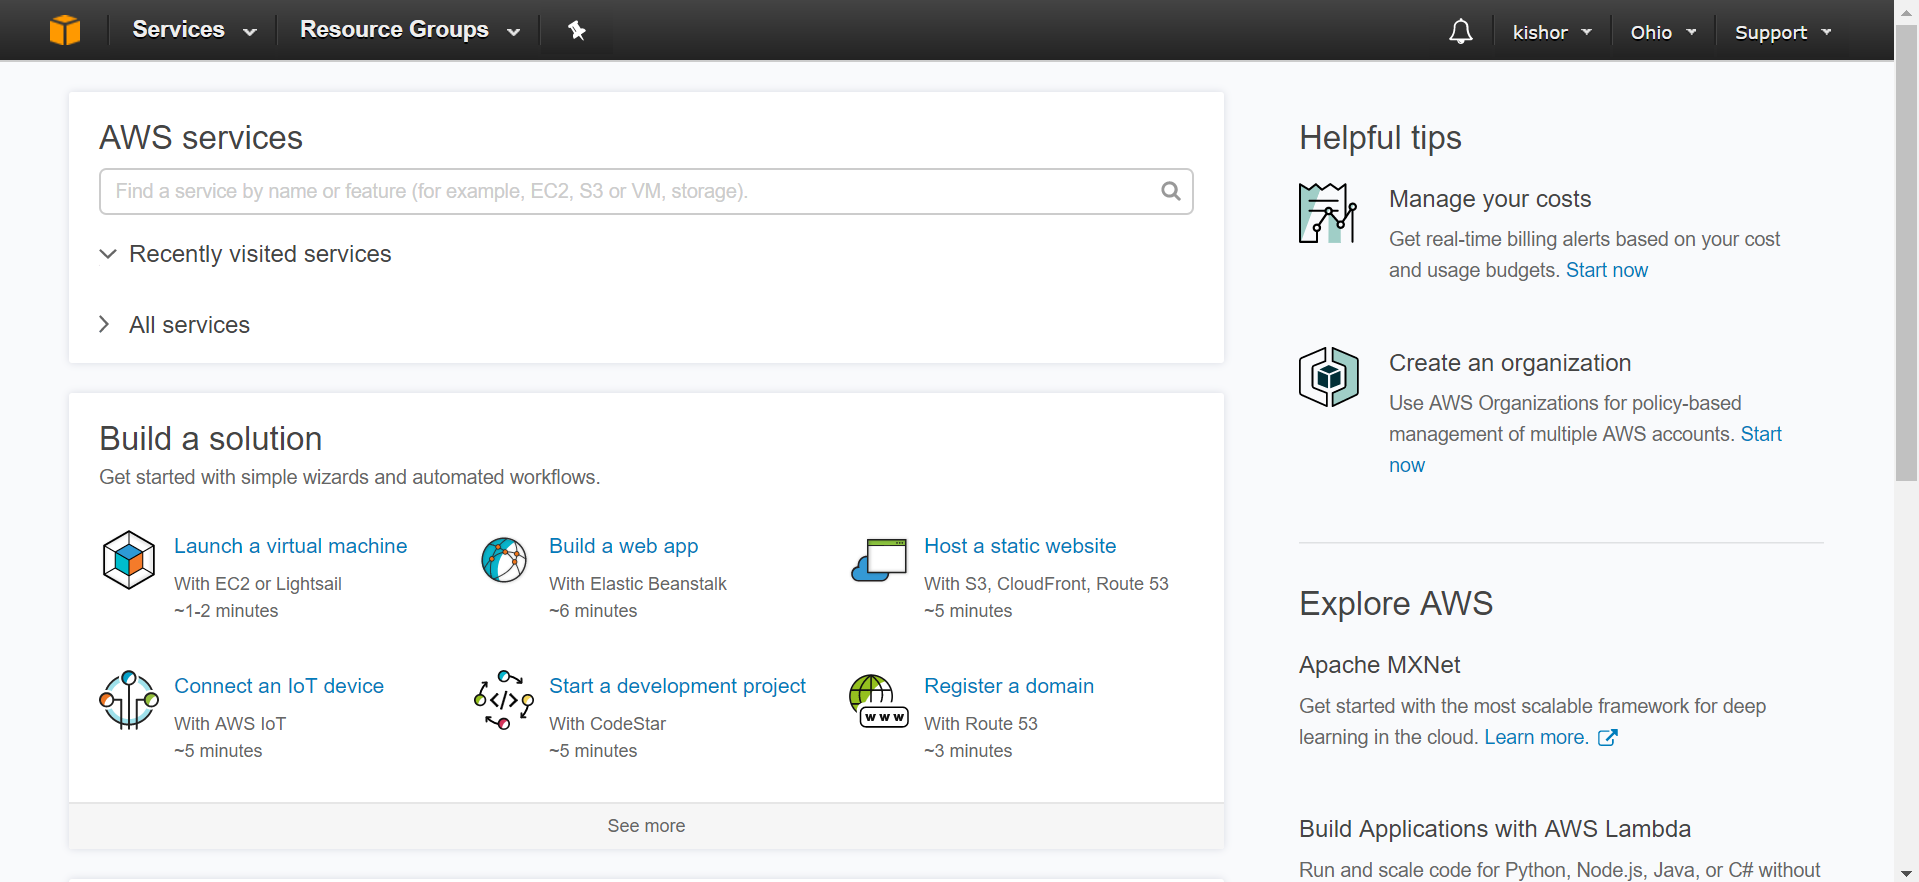 Services
Resource Groups
kishor
Ohio
Support
AWS services
Find a service by name or feature (for example, EC2, S3 or VM, storage).
Recently visited services
All services
Build a solution
Get started with simple wizards and automated workflows.
Launch a virtual machine
With EC2 or Lightsail
~1-2 minutes
Build a web app
With Elastic Beanstalk
~6 minutes
Host a static website
With S3, CloudFront, Route 53
~5 minutes
Connect an IoT device
With AWS IoT
~5 minutes
</>
Start a development project
With CodeStar
~5 minutes
www
Register a domain
With Route 53
~3 minutes
See more
Helpful tips
Manage your costs
Get real-time billing alerts based on your cost
and usage budgets. Start now
Create an organization
Use AWS Organizations for policy-based
management of multiple AWS accounts. Start
now
Explore AWS
Apache MXNet
Get started with the most scalable framework for deep
learning in the cloud. Learn more.
Build Applications with AWS Lambda
Run and scale code for Python, Node.js, Java, or C# without